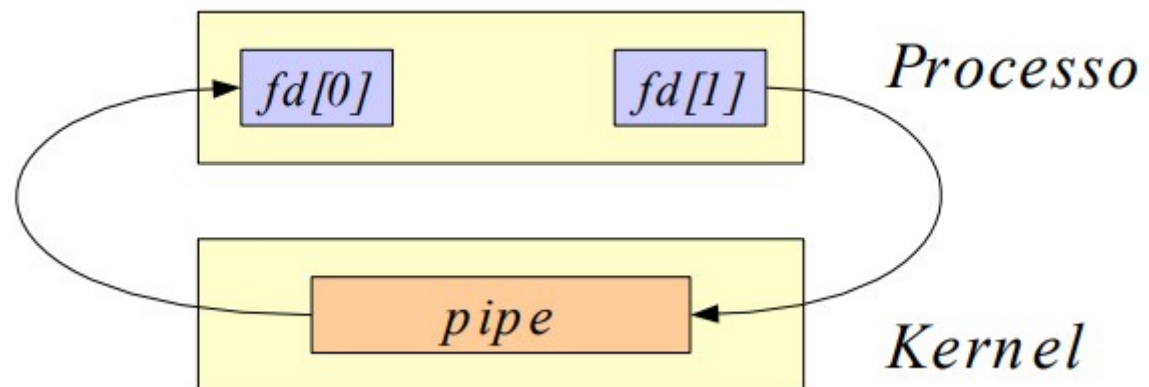 fd[0]
fd[1]
Processo
pipe
Kernel